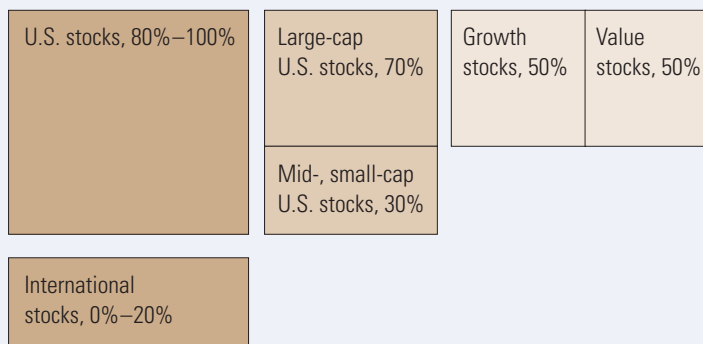 U.S. stocks, 80%–100%
Large-cap
U.S. stocks, 70%
Growth
stocks, 50%
Value
stocks, 50%
Mid-, small-cap
U.S. stocks, 30%
International
stocks, 0%–20%